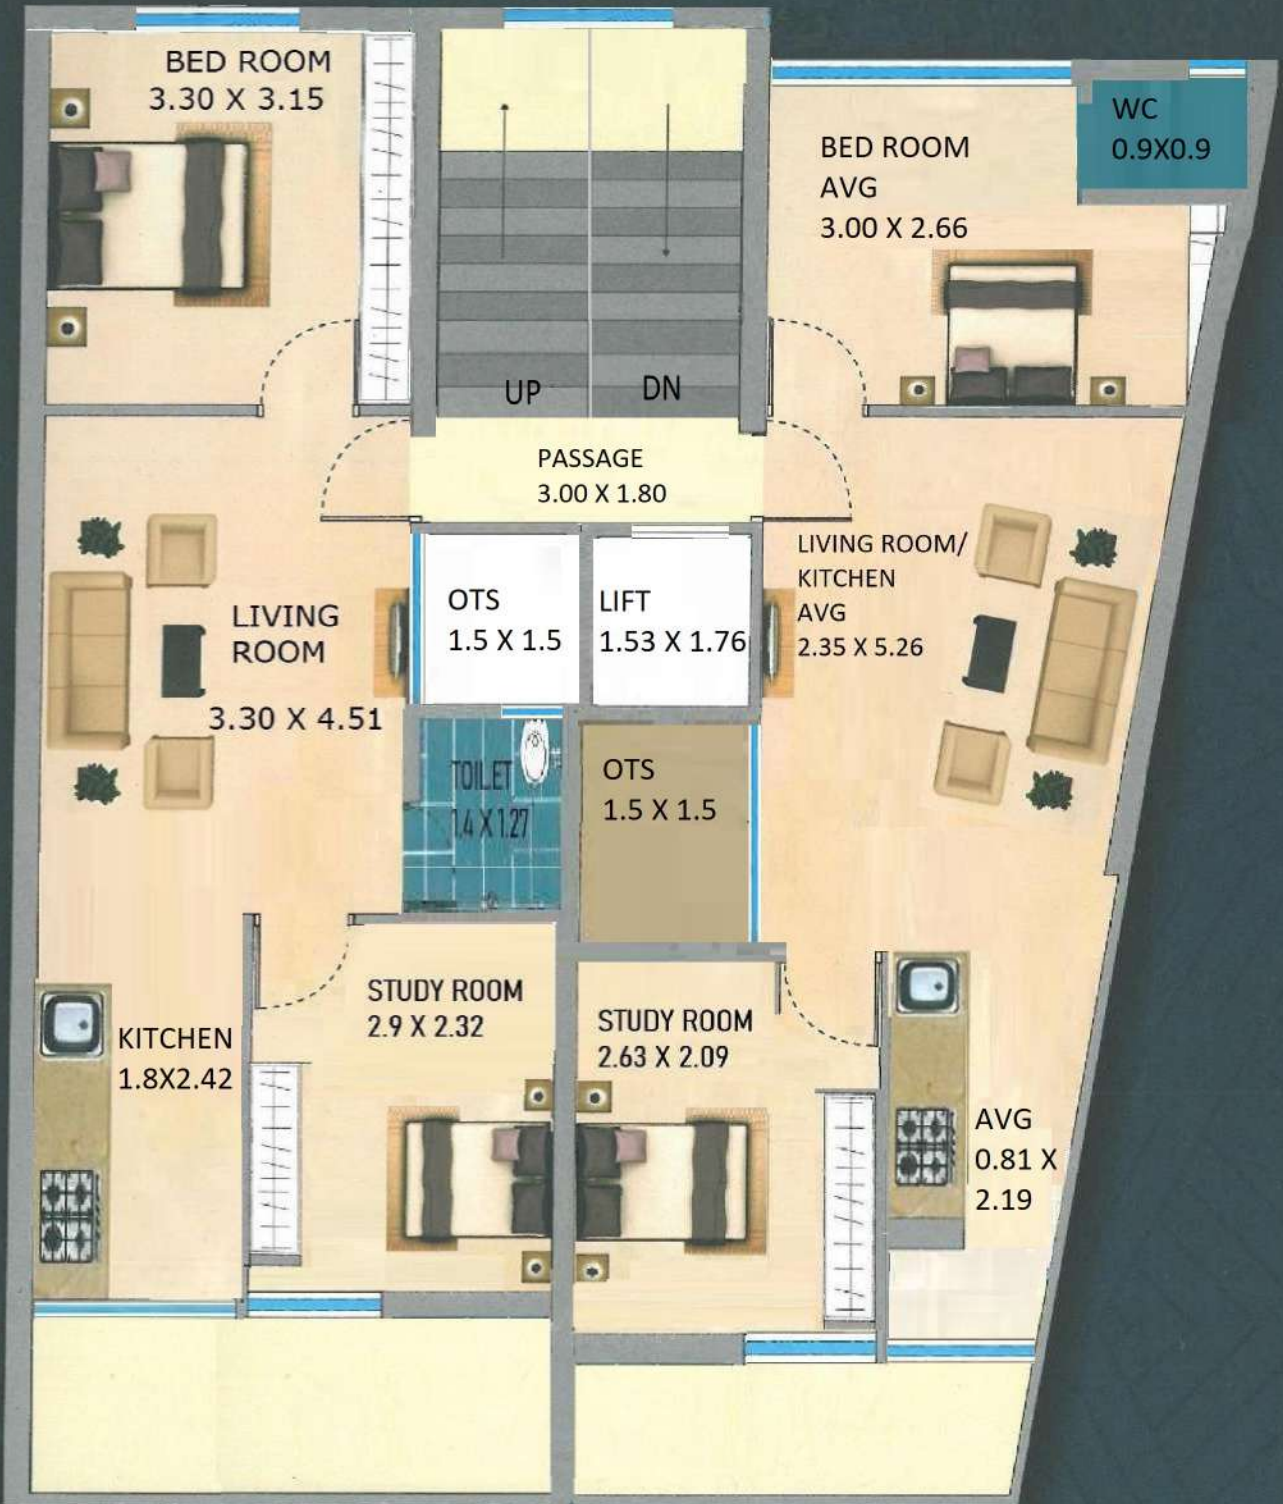 BED ROOM
3.30 X 3.15
WC
0.9X0.9
BED ROOM
AVG
3.00 X 2.66
UP
DN
PASSAGE
3.00 X 1.80
LIVING ROOM/
KITCHEN
AVG
2.35 X 5.26
OTS
1.5 X 1.5
LIFT
1.53 X 1.76
LIVING
ROOM
3.30 X 4.51
TOILET
1.4 X 1.27
OTS
1.5 X 1.5
STUDY ROOM
2.9 X 2.32
STUDY ROOM
2.63 X 2.09
KITCHEN
1.8X2.42
AVG
0.81 X
2.19